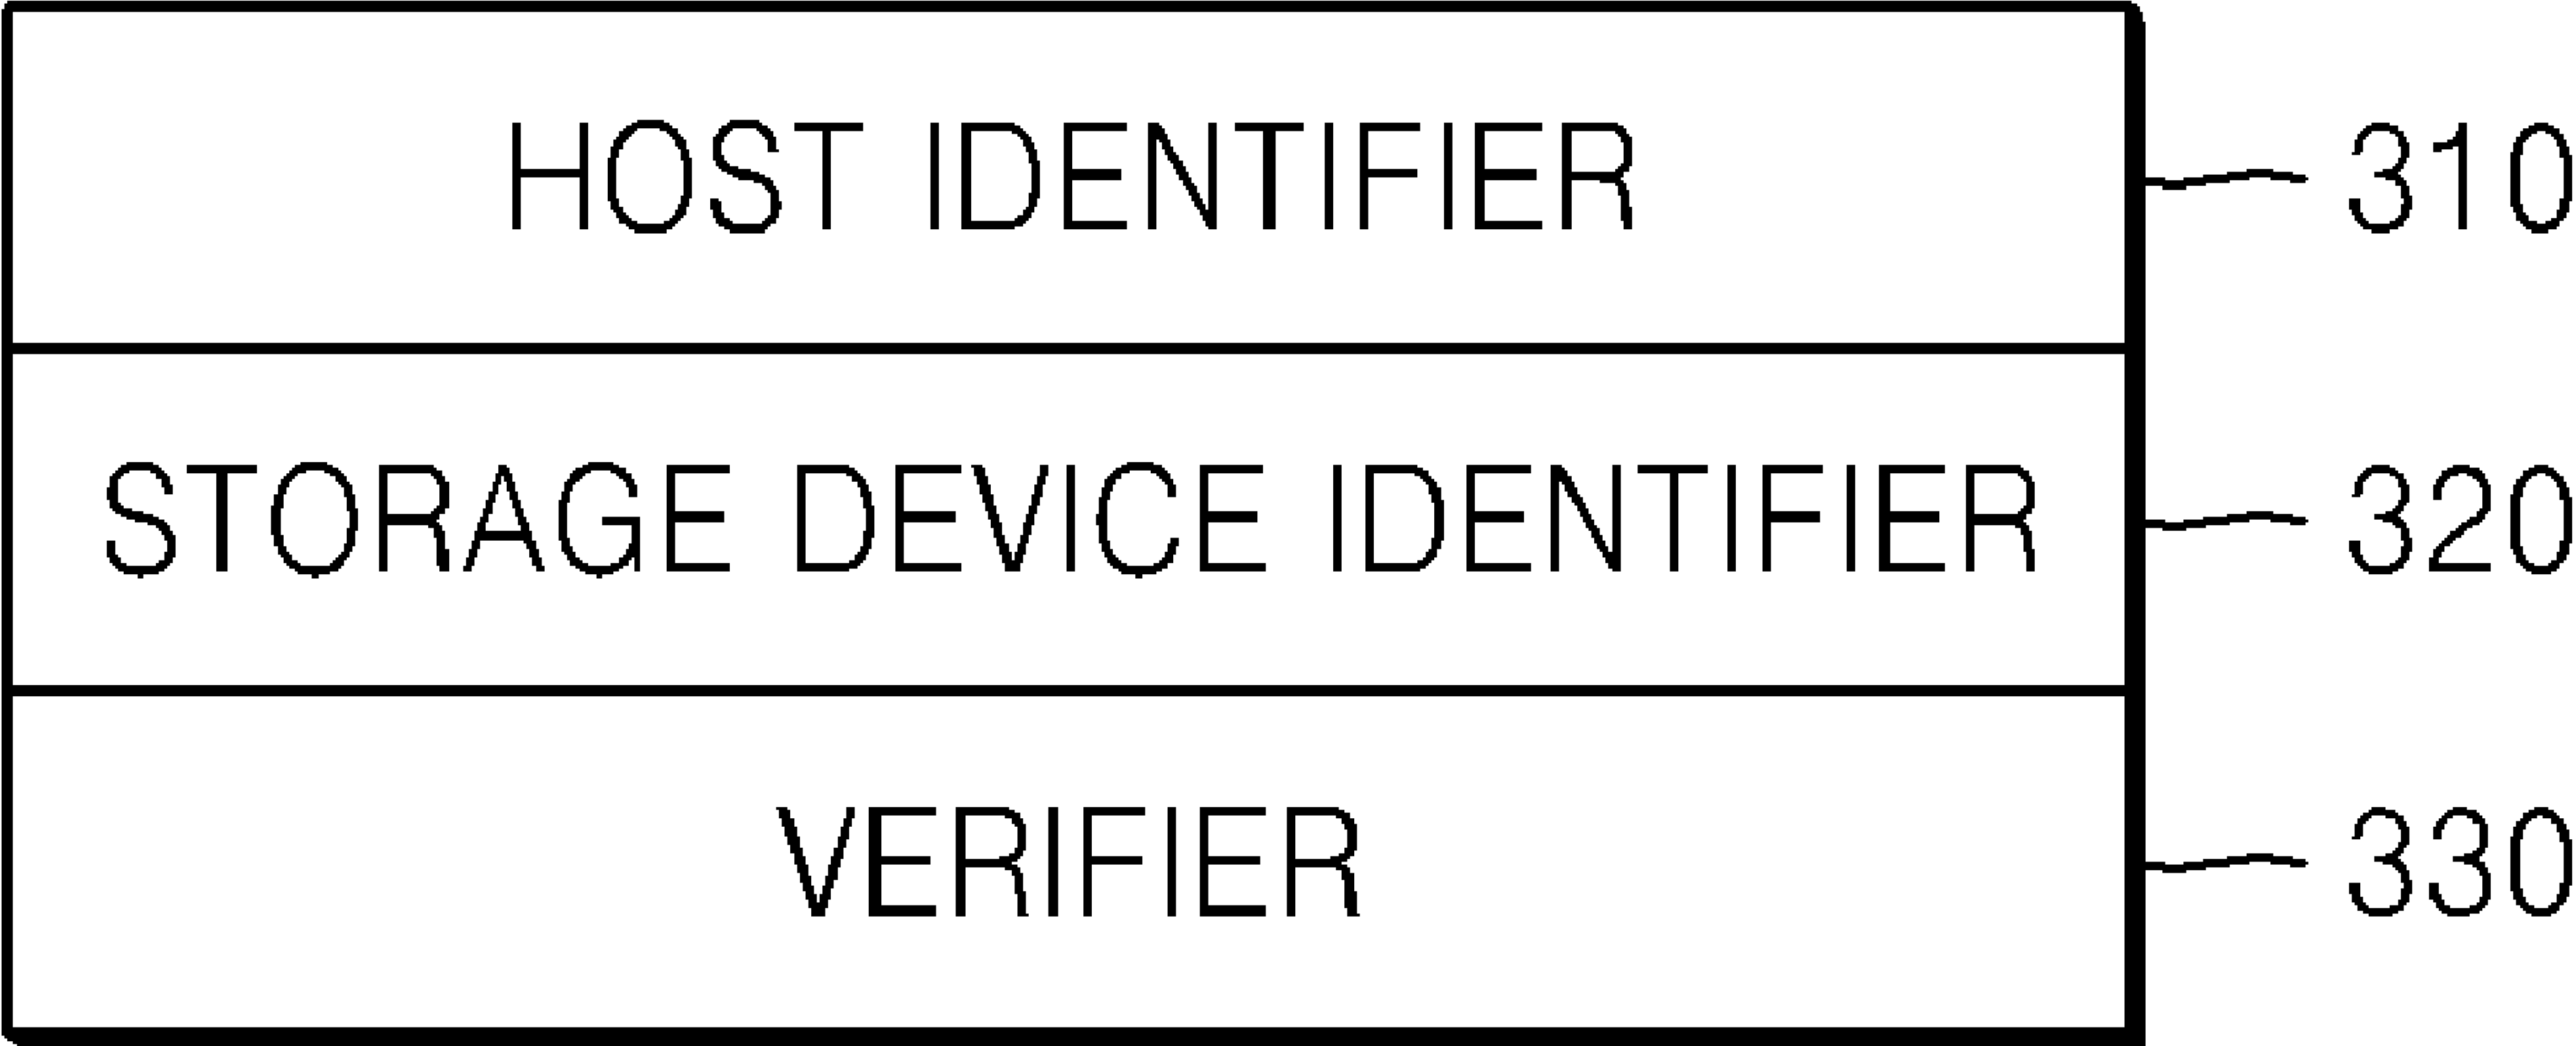 HOST IDENTIFIER 310
STORAGE DEVICE IDENTIFIER 320
VERIFIER 330